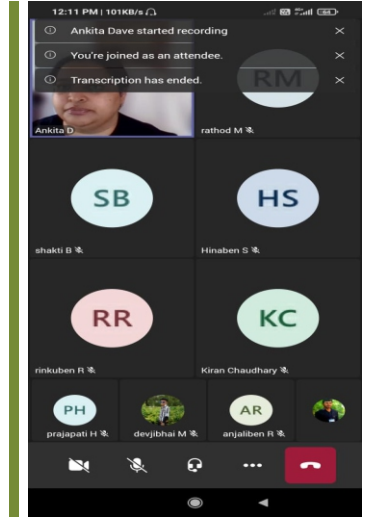 12:11 PM | 101KB/s
Ankita Dave started recording
You're joined as an attendee.
Transcription has ended.
RM
Ankita D
rathod M
SB
HS
shakti B
Hinaben S
RR
KC
rinkuben R
Kiran Chaudhary
PH
AR
prajapati H
devjibhai M
anjaliben R